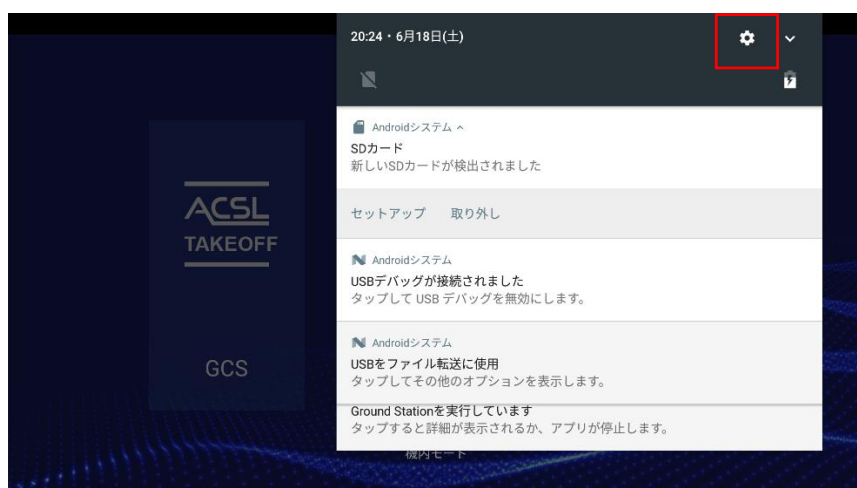 20:24・6月18日(土)
Androidシステム
SDカード
新しいSDカードが検出されました
セットアップ 取り外し
Androidシステム
USBデバッグが接続されました
タップして USB デバッグを無効にします。
Androidシステム
USBをファイル転送に使用
タップしてその他のオプションを表示します。
Ground Stationを実行しています
タップすると詳細が表示されるか、アプリが停止します。
ACSL
TAKEOFF
GCS
機内モード